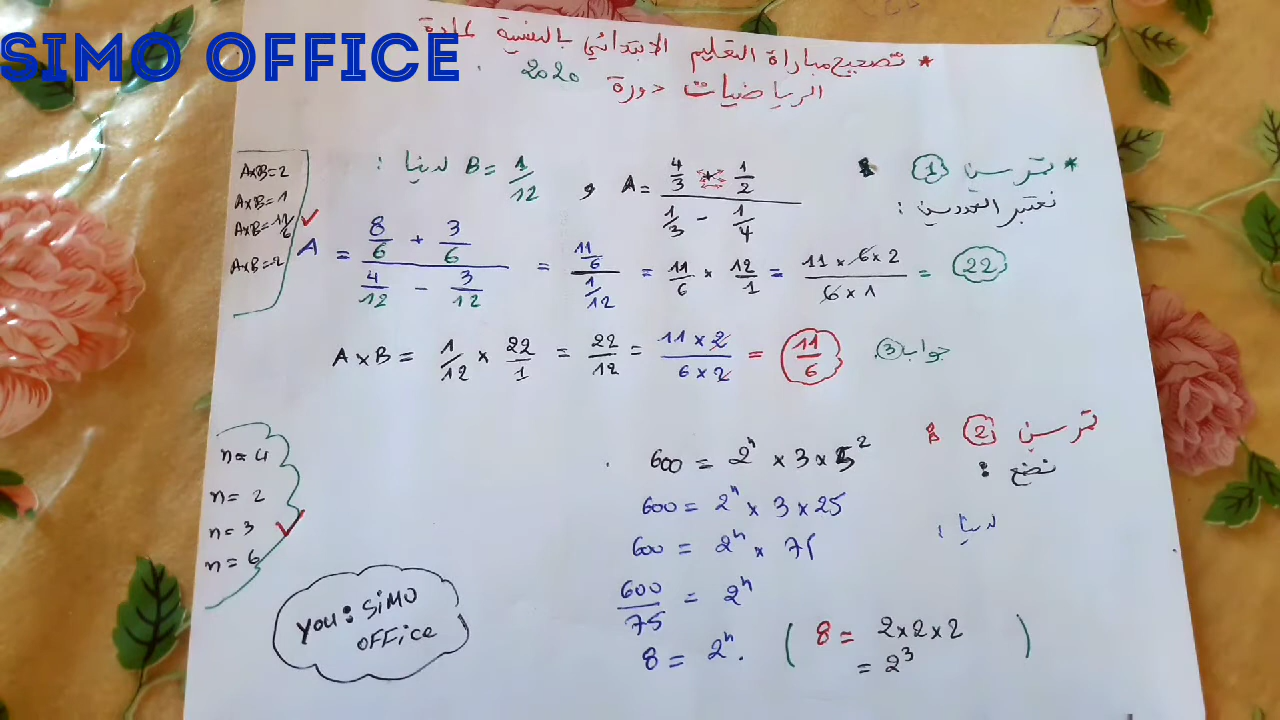 SIMO OFFICE
* تصحيح مباراة التعليم الابتدائي بالنسبة لمادة
الرياضيات دورة 2020
* تمرين 1 :
نعتبر العددين : A = (4/3 + 1/2) / (1/3 - 1/4) و B = 1/12 لدينا :
A×B=2
A×B=1
A×B=11/6 ✓
A = (8/6 + 3/6) / (4/12 - 3/12) = (11/6) / (1/12) = 11/6 × 12/1 = (11×6×2) / (6×1) = 22
A×B = 1/12 × 22/1 = 22/12 = (11×2) / (6×2) = 11/6 جواب 3
تمرين 2 :
نضع : 600 = 2ⁿ × 3 × 5²
لدينا : 600 = 2ⁿ × 3 × 25
600 = 2ⁿ × 75
600/75 = 2ⁿ
8 = 2ⁿ. ( 8 = 2×2×2
= 2³ )
n = 4
n = 2
n = 3 ✓
n = 6
you: SiMO
OFFice